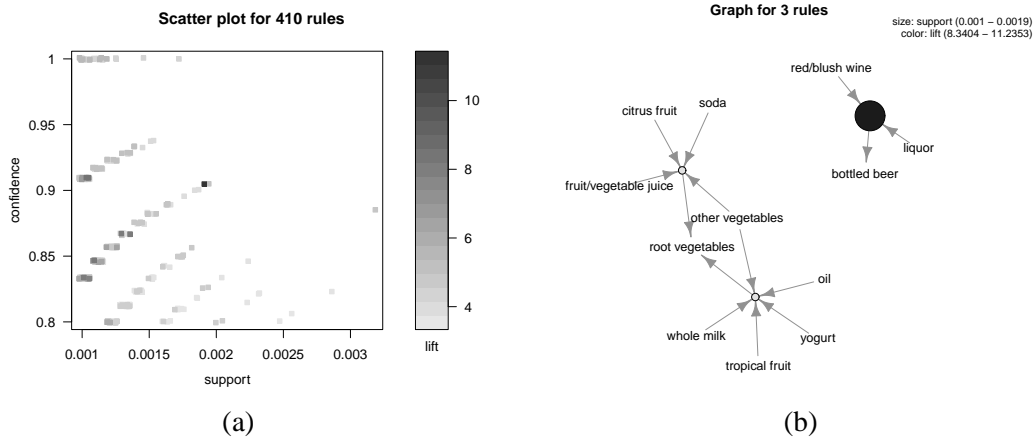 Scatter plot for 410 rules
1
0.95
0.9
0.85
0.8
confidence
0.001
0.0015
0.002
0.0025
0.003
support
10
8
6
4
lift
(a)
Graph for 3 rules
size: support (0.001 − 0.0019)
color: lift (8.3404 − 11.2353)
red/blush wine
citrus fruit
soda
liquor
bottled beer
fruit/vegetable juice
other vegetables
root vegetables
oil
whole milk
yogurt
tropical fruit
(b)